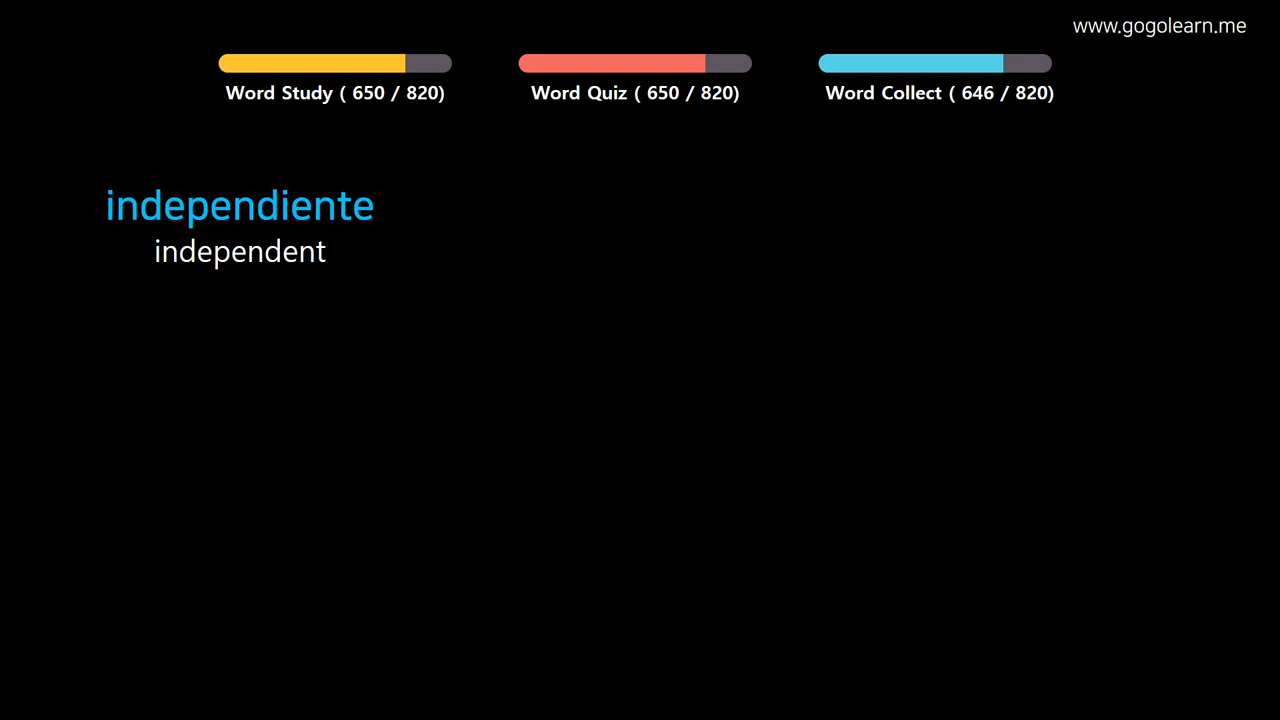 www.gogolearn.me
Word Study ( 650 / 820)
Word Quiz ( 650 / 820)
Word Collect ( 646 / 820)
independiente
independent